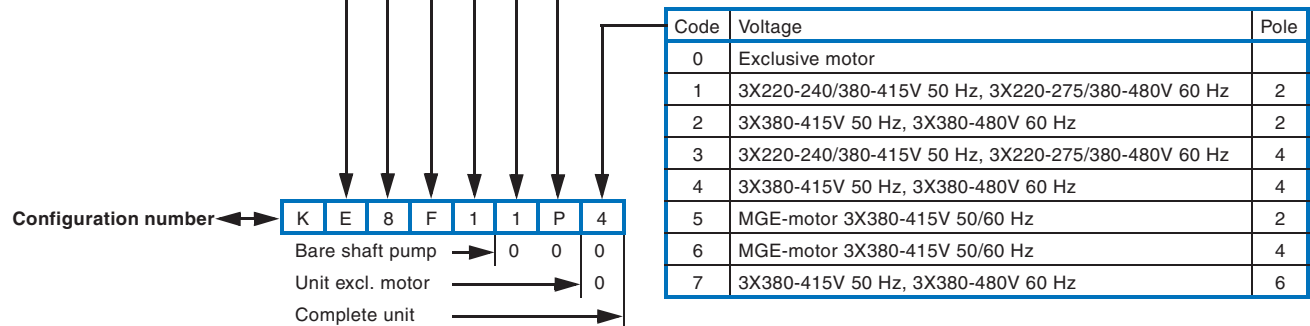 Code Voltage Pole
0 Exclusive motor
1 3X220-240/380-415V 50 Hz, 3X220-275/380-480V 60 Hz 2
2 3X380-415V 50 Hz, 3X380-480V 60 Hz 2
3 3X220-240/380-415V 50 Hz, 3X220-275/380-480V 60 Hz 4
4 3X380-415V 50 Hz, 3X380-480V 60 Hz 4
5 MGE-motor 3X380-415V 50/60 Hz 2
6 MGE-motor 3X380-415V 50/60 Hz 4
7 3X380-415V 50 Hz, 3X380-480V 60 Hz 6
Configuration number K E 8 F 1 1 P 4
Bare shaft pump 0 0 0
Unit excl. motor 0
Complete unit